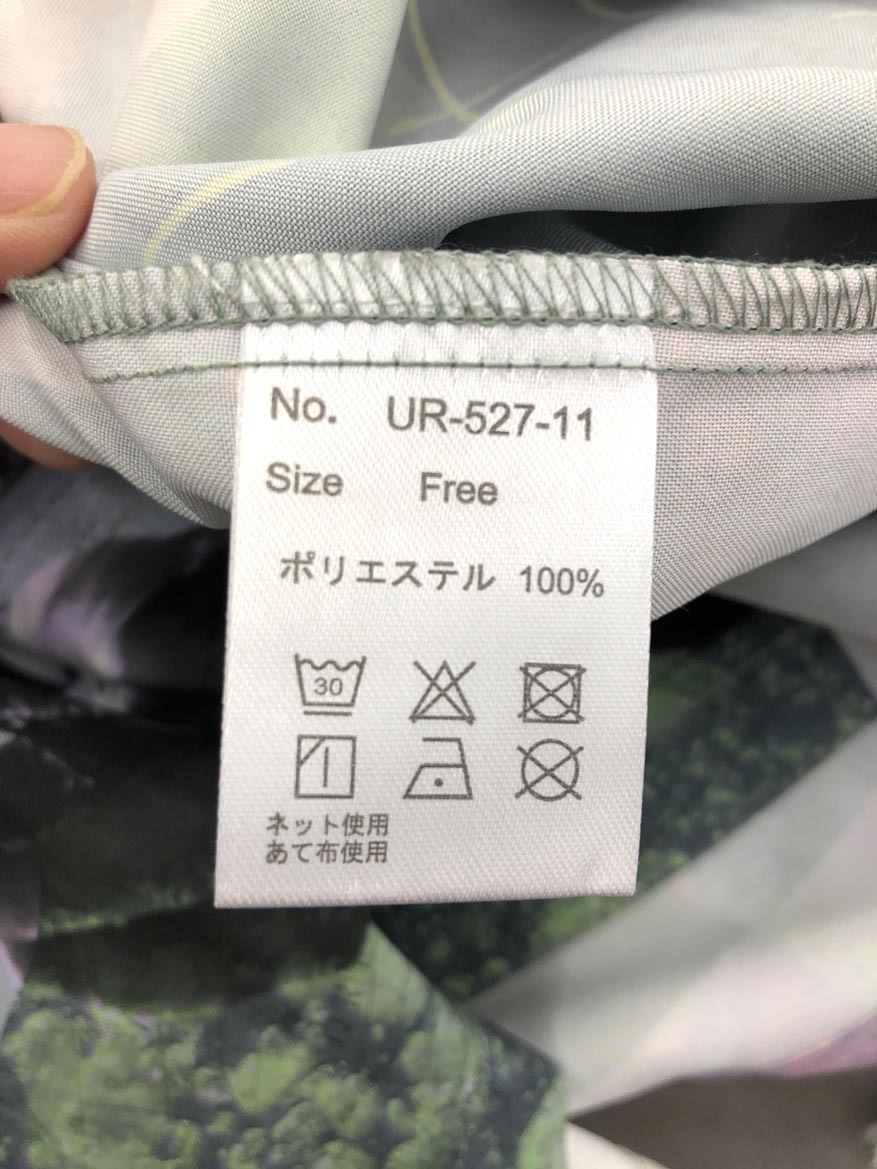 No. UR-527-11
Size Free
ポリエステル 100%
30
ネット使用
あて布使用